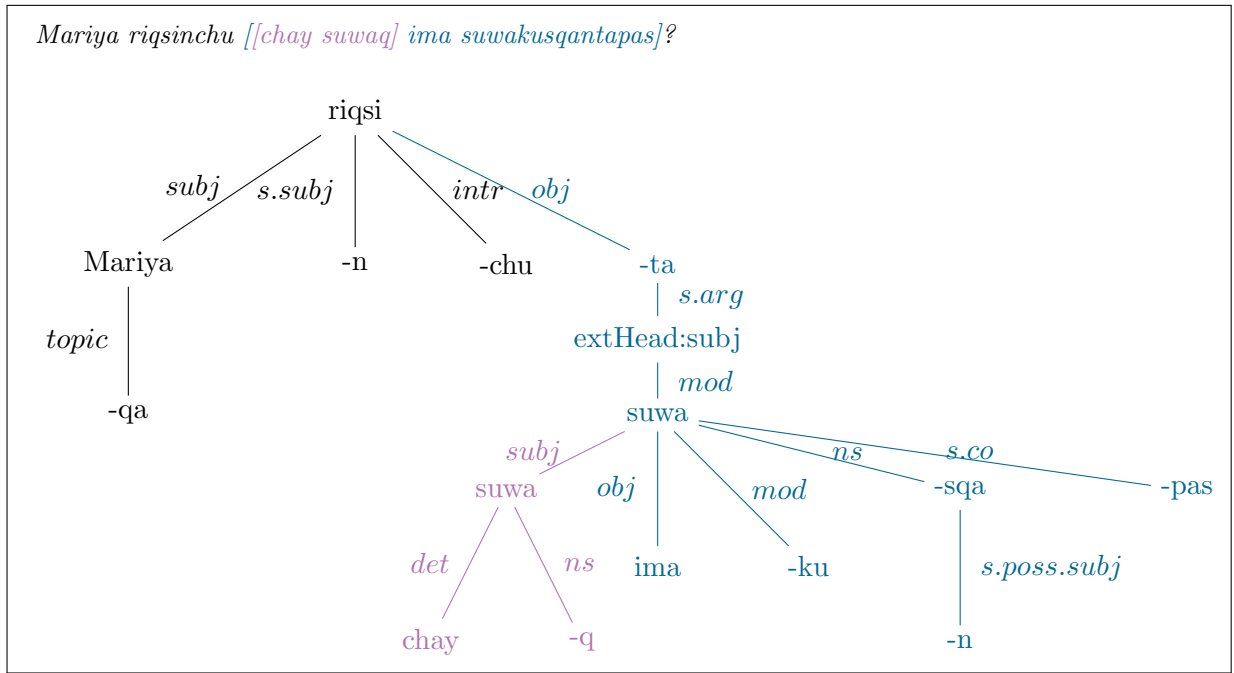 Mariya riqsinchu [[chay suwaq] ima suwakusqantapas]?
riqsi
subj s.subj intr obj
Mariya -n -chu -ta
s.arg
topic extHead:subj
mod
-qa suwa
subj ns s.co
suwa obj mod -sqa -pas
det ns ima -ku s.poss.subj
chay -q -n